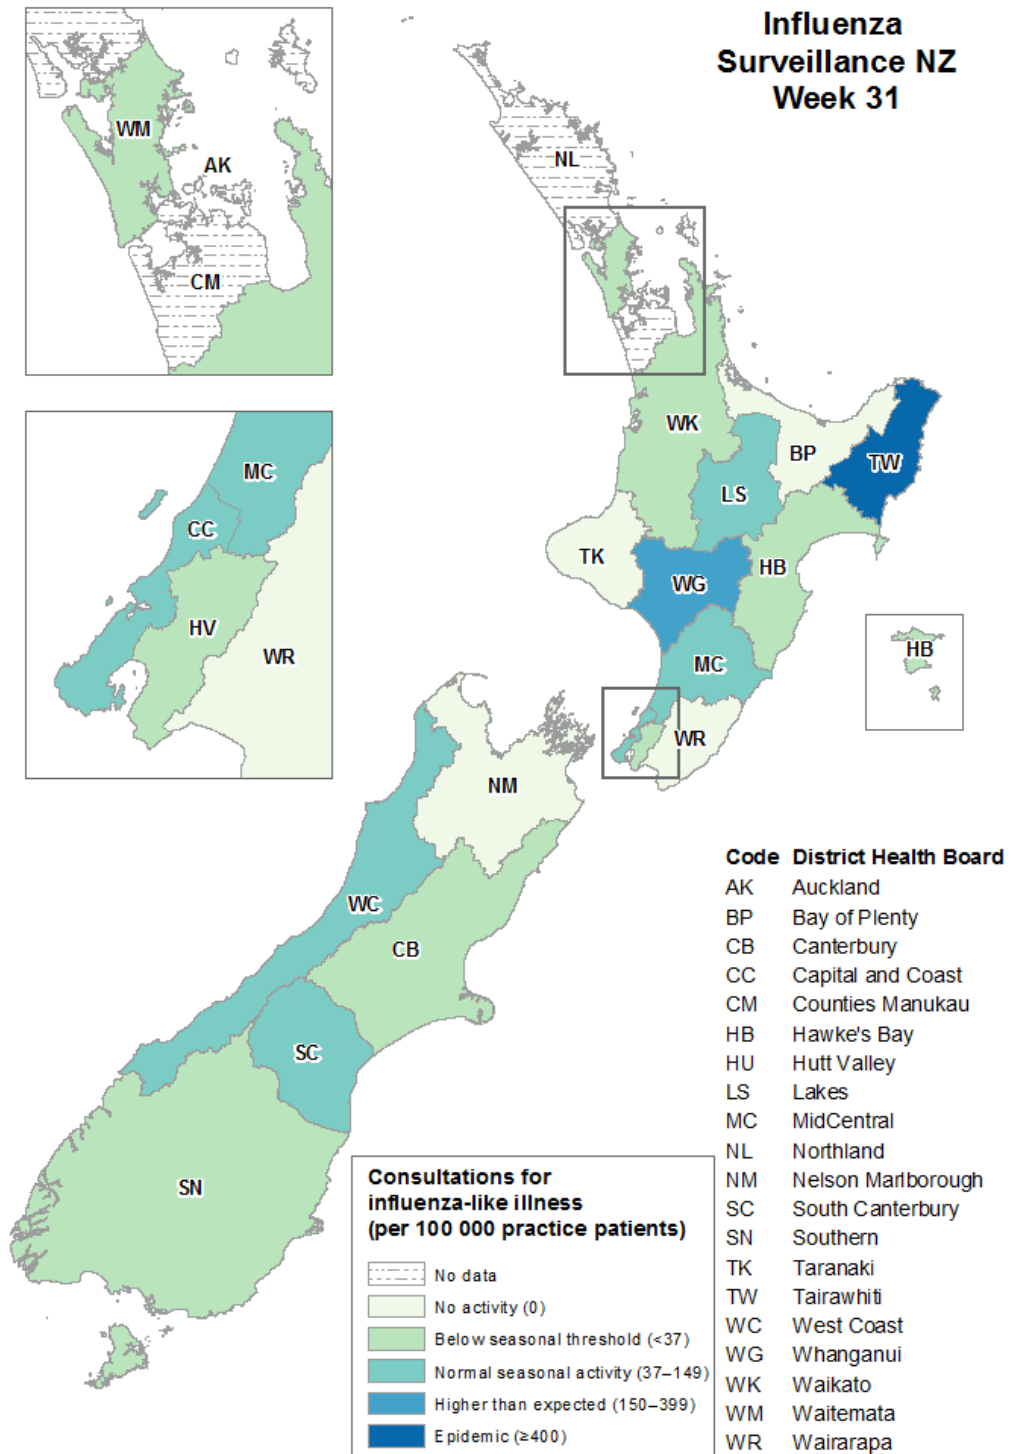 Influenza
Surveillance NZ
Week 31
WM
AK
CM
NL
WK
BP
TW
LS
TK
WG
HB
MC
CC
HV
WR
MC
HB
WR
NM
WC
CB
SC
SN
Code District Health Board
AK Auckland
BP Bay of Plenty
CB Canterbury
CC Capital and Coast
CM Counties Manukau
HB Hawke's Bay
HU Hutt Valley
LS Lakes
MC MidCentral
NL Northland
NM Nelson Marlborough
SC South Canterbury
SN Southern
TK Taranaki
TW Tairawhiti
WC West Coast
WG Whanganui
WK Waikato
WM Waitemata
WR Wairarapa
Consultations for
influenza-like illness
(per 100 000 practice patients)
No data
No activity (0)
Below seasonal threshold (<37)
Normal seasonal activity (37–149)
Higher than expected (150–399)
Epidemic (≥400)